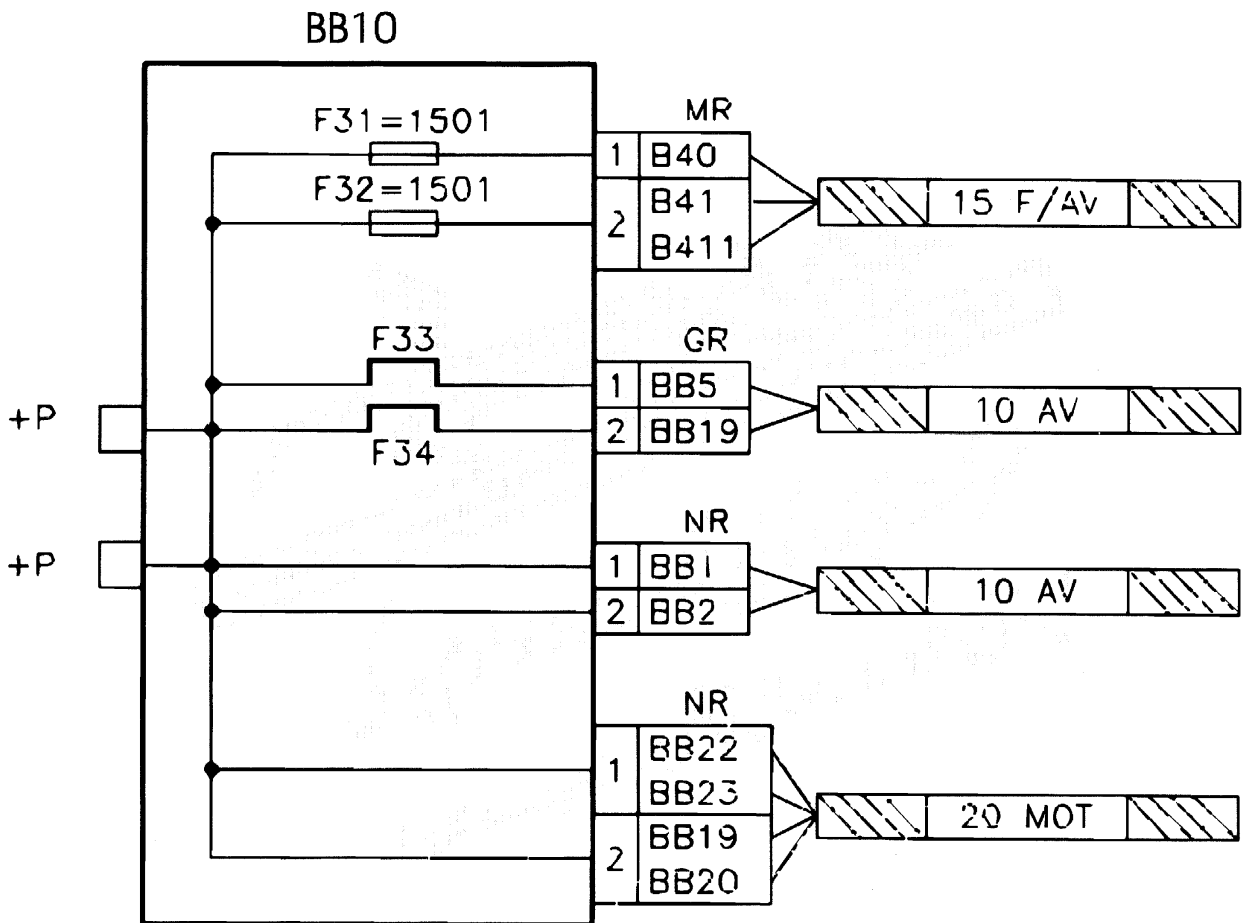 BB10
F31=1501
MR
1 B40
F32=1501
2 B41
B411
15 F/AV
F33
GR
1 BB5
+P
2 BB19
10 AV
F34
NR
+P
1 BB1
2 BB2
10 AV
NR
1 BB22
BB23
2 BB19
BB20
20 MOT